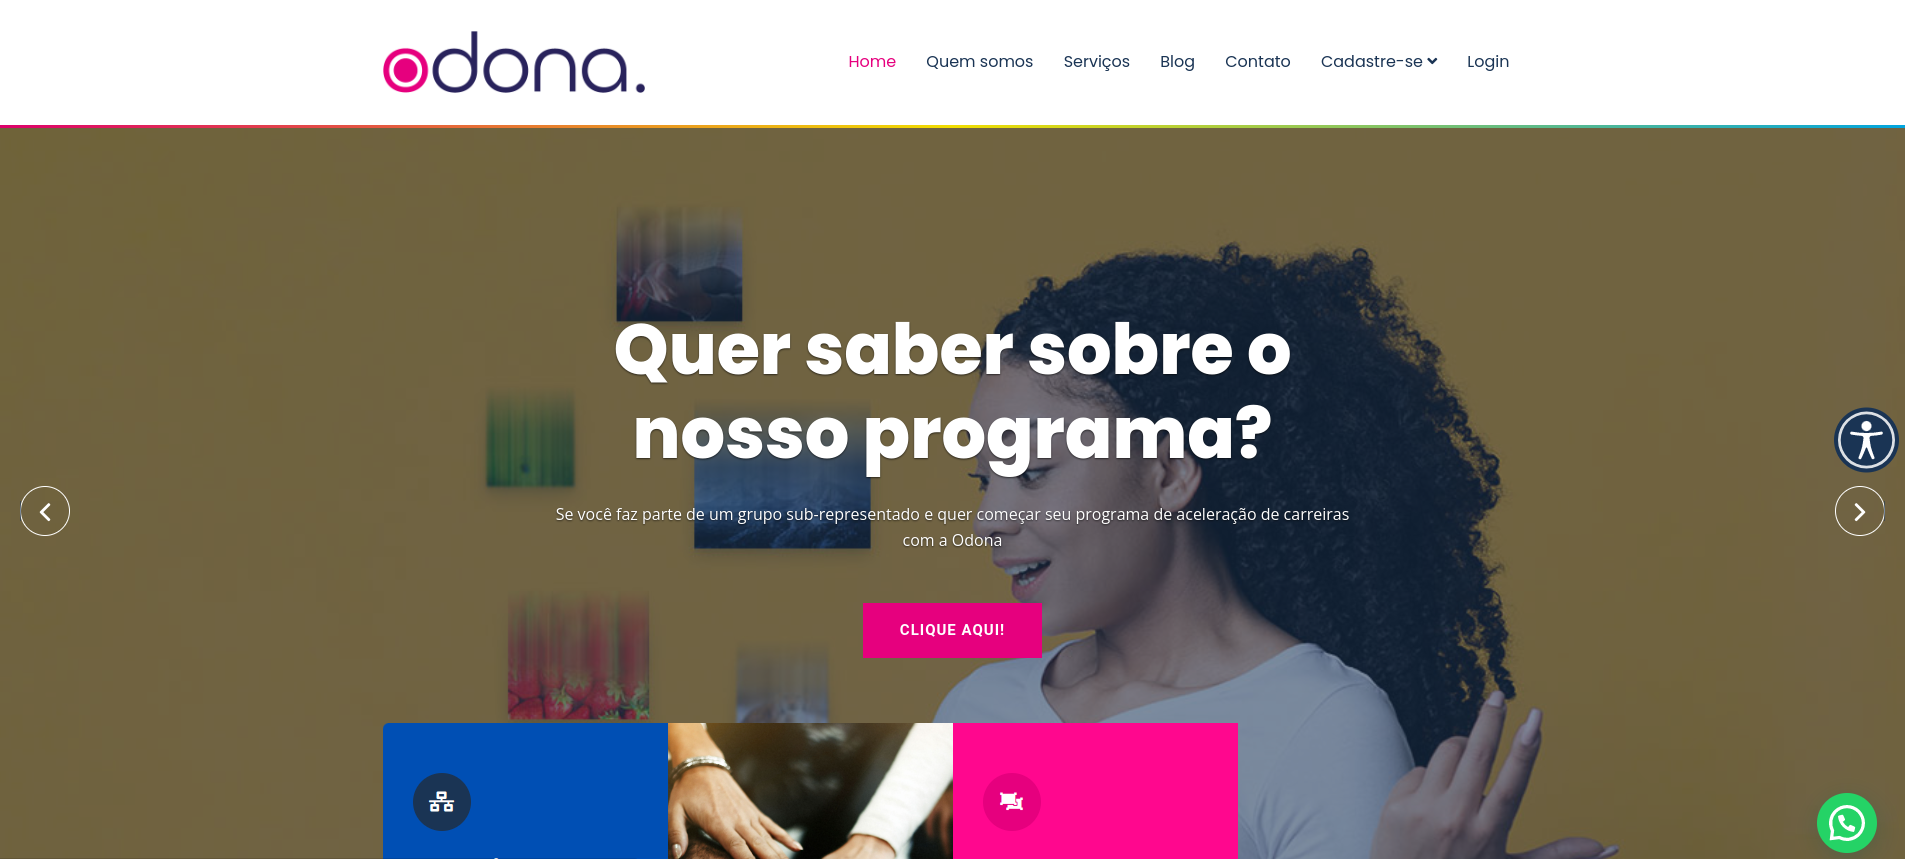 odona.
Home Quem somos Serviços Blog Contato Cadastre-se Login
Quer saber sobre o
nosso programa?
Se você faz parte de um grupo sub-representado e quer começar seu programa de aceleração de carreiras
com a Odona
CLIQUE AQUI!